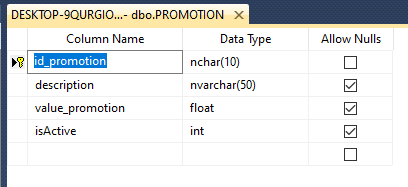 DESKTOP-9QURGIO...- dbo.PROMOTION
Column Name Data Type Allow Nulls
id_promotion nchar(10)
description nvarchar(50)
value_promotion float
isActive int